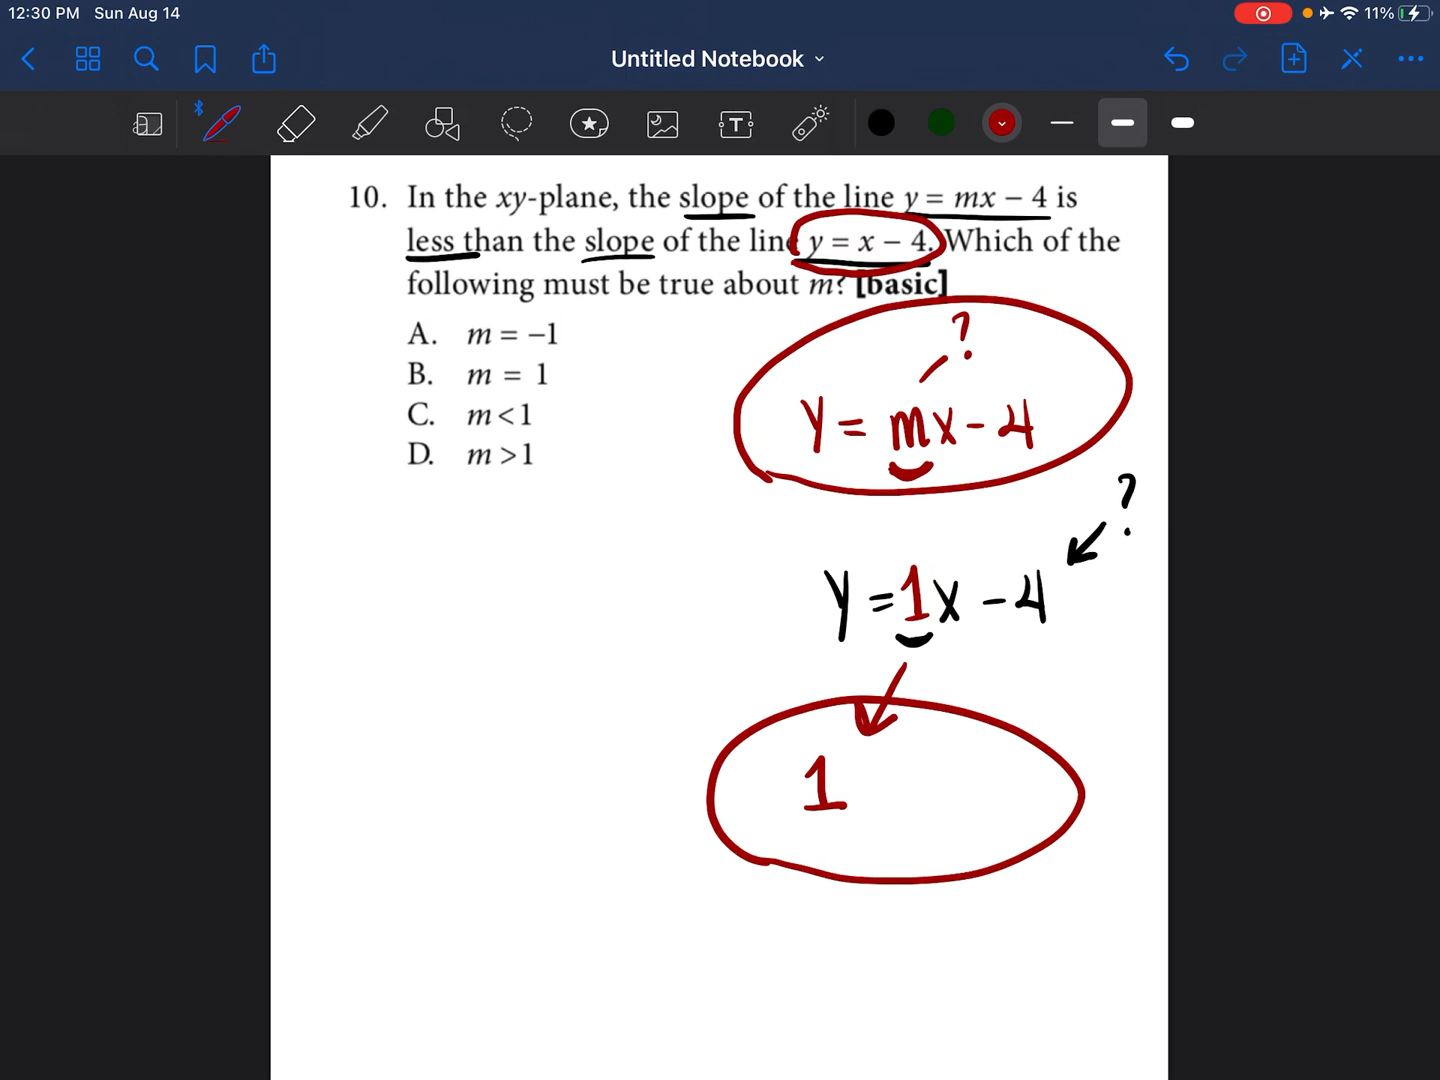 12:30 PM Sun Aug 14
11%
Untitled Notebook
T
10. In the xy-plane, the slope of the line y = mx − 4 is
less than the slope of the line y = x − 4. Which of the
following must be true about m? [basic]
A. m = −1
B. m = 1
C. m < 1
D. m > 1
?
y = mx - 4
?
y = 1x - 4
1